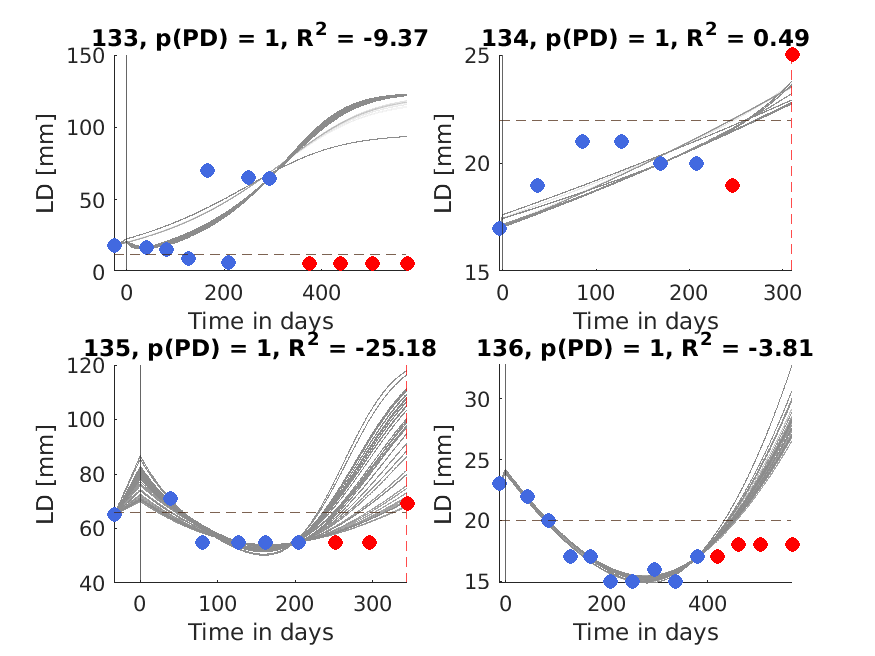 133, p(PD) = 1, R² = -9.37
150
100
50
0
LD [mm]
0 200 400
Time in days
134, p(PD) = 1, R² = 0.49
25
20
15
LD [mm]
0 100 200 300
Time in days
135, p(PD) = 1, R² = -25.18
120
100
80
60
40
LD [mm]
0 100 200 300
Time in days
136, p(PD) = 1, R² = -3.81
30
25
20
15
LD [mm]
0 200 400
Time in days